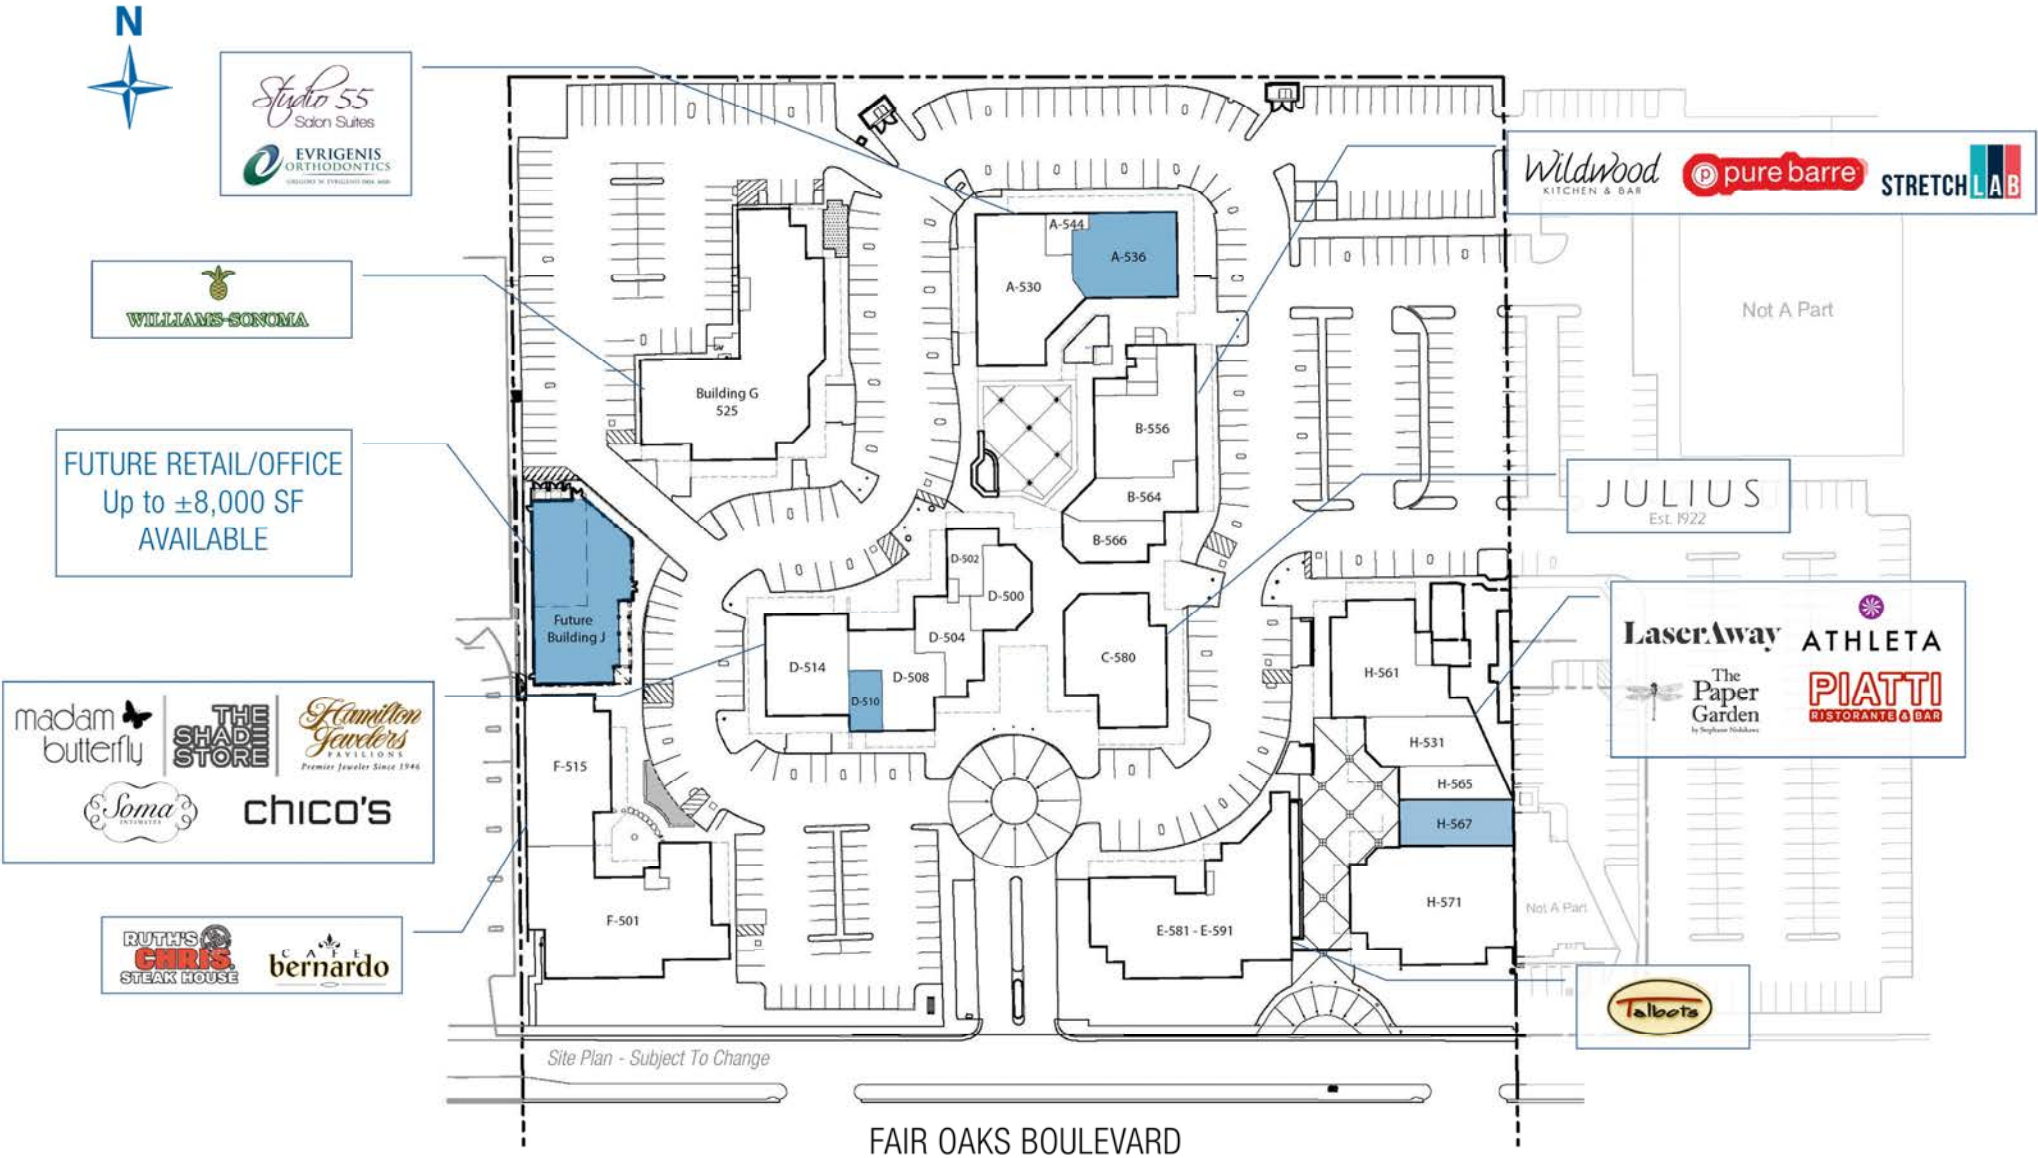 N
Studio 55
Salon Suites
EVRIGENIS
ORTHODONTICS
WILLIAMS-SONOMA
FUTURE RETAIL/OFFICE
Up to ±8,000 SF
AVAILABLE
madam
butterfly
THE
SHADE
STORE
Hamilton
Jewelers
PAVILIONS
Premier Jeweler Since 1946
Soma
INTIMATES
CHICO'S
RUTH'S
CHRIS
STEAK HOUSE
CAFE
bernardo
Wildwood
KITCHEN & BAR
p pure barre
STRETCH LAB
Not A Part
JULIUS
Est. 1922
LaserAway
ATHLETA
The
Paper
Garden
by Stephanie Nishikawa
PIATTI
RISTORANTE & BAR
Talbots
Not A Part
A-544
A-536
A-530
Building G
525
B-556
B-564
B-566
D-502
D-500
D-504
D-514
D-508
D-510
C-580
Future
Building J
F-515
F-501
H-561
H-531
H-565
H-567
H-571
E-581 - E-591
Site Plan - Subject To Change
FAIR OAKS BOULEVARD